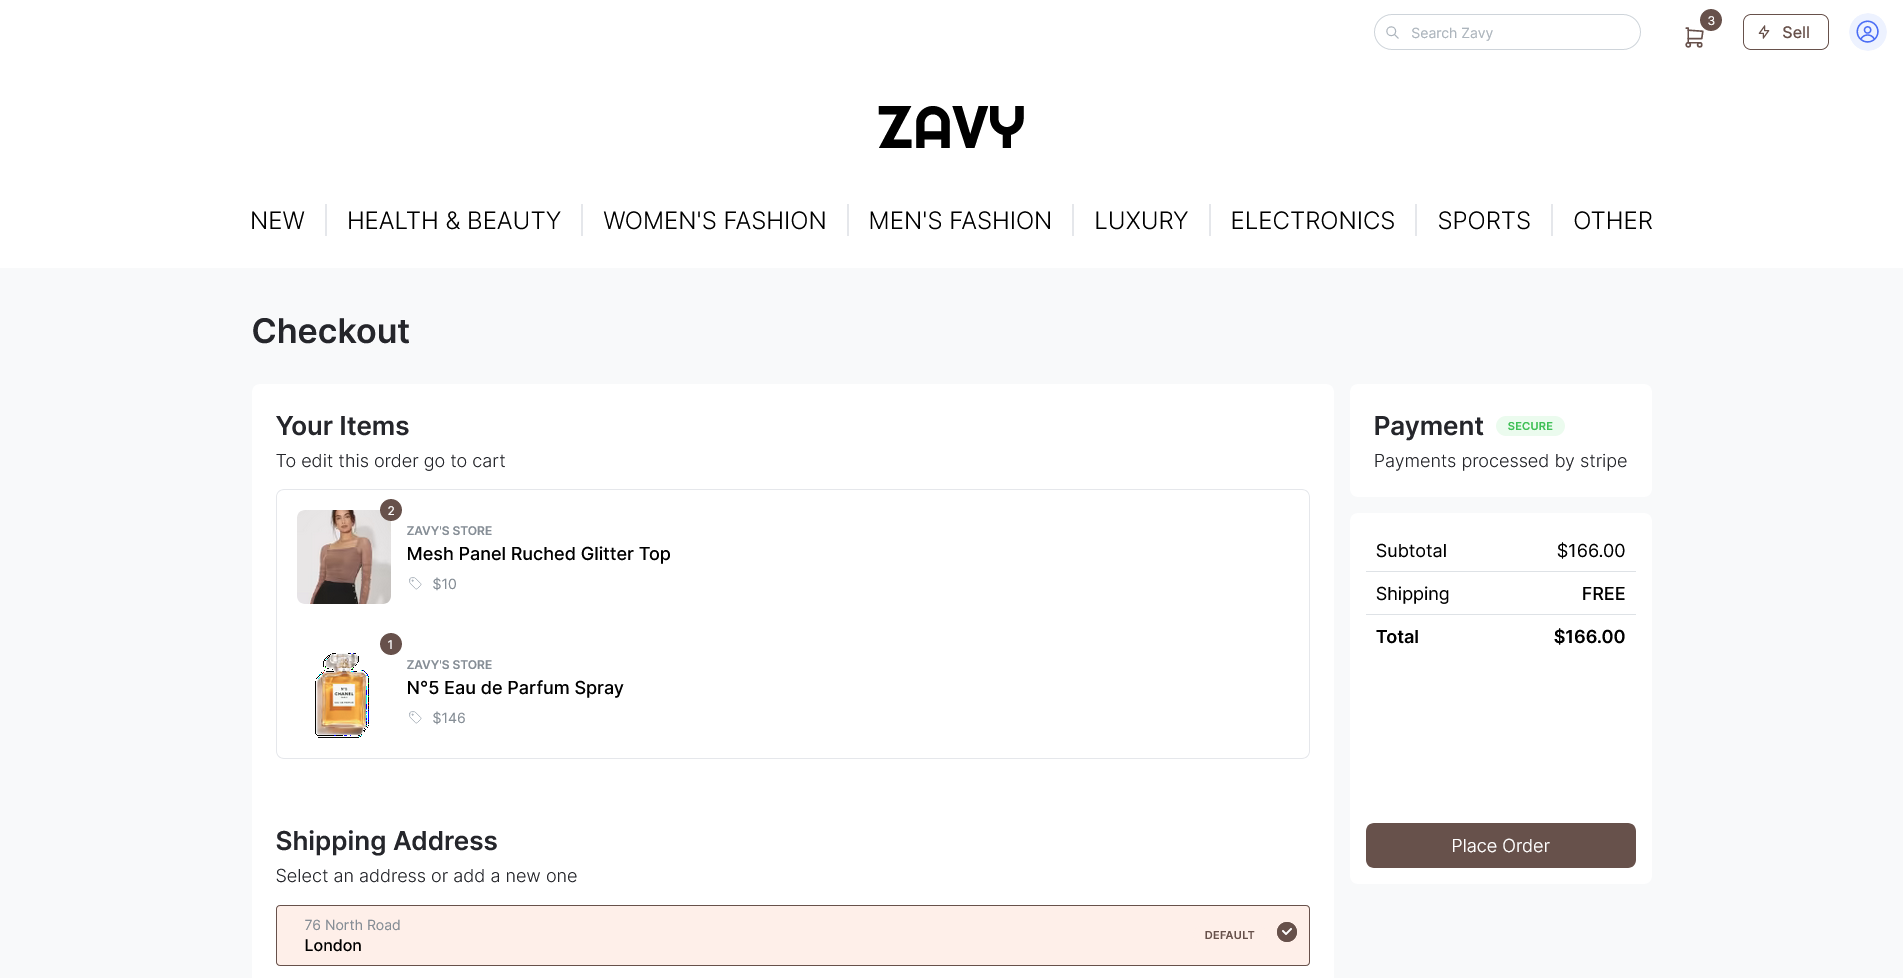 Search Zavy
3
Sell
ZAVY
NEW
HEALTH & BEAUTY
WOMEN'S FASHION
MEN'S FASHION
LUXURY
ELECTRONICS
SPORTS
OTHER
Checkout
Your Items
To edit this order go to cart
2
ZAVY'S STORE
Mesh Panel Ruched Glitter Top
$10
1
ZAVY'S STORE
N°5 Eau de Parfum Spray
$146
N°5
CHANEL
Shipping Address
Select an address or add a new one
76 North Road
London
DEFAULT
Payment SECURE
Payments processed by stripe
Subtotal $166.00
Shipping FREE
Total $166.00
Place Order